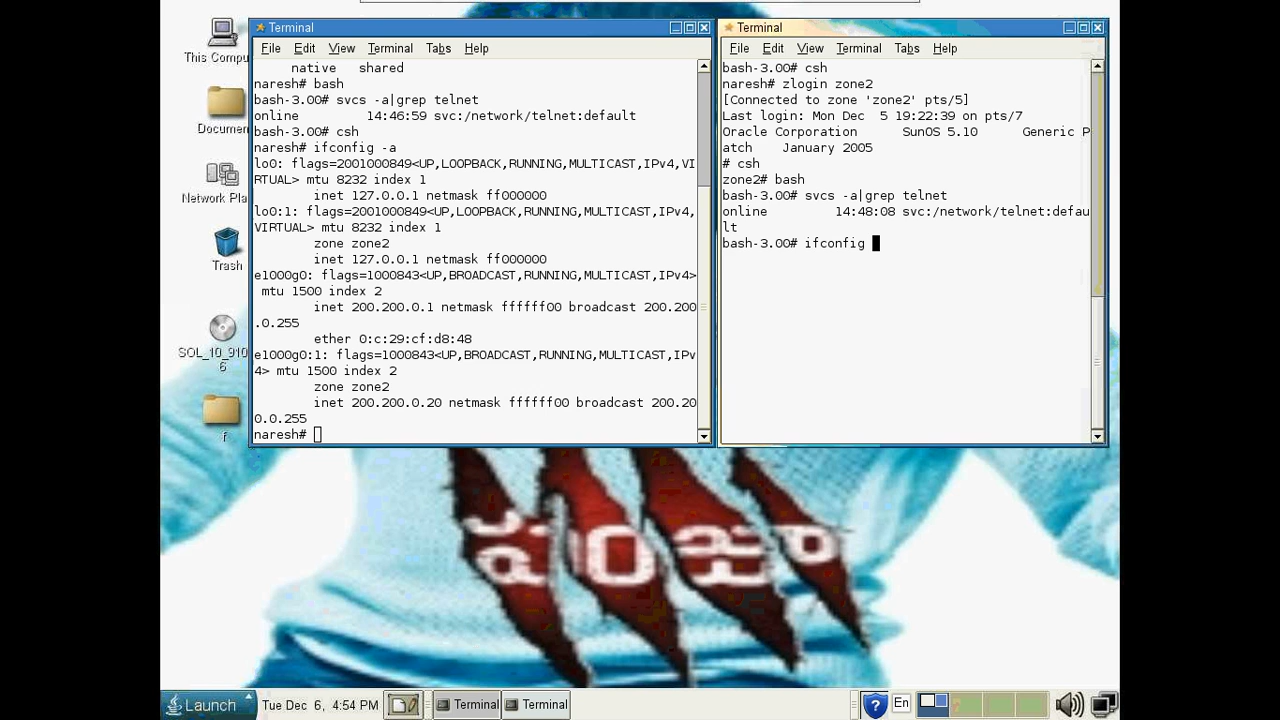 This Compu
Documen
Network Pla
Trash
SOL_10_910
6
f
Terminal
File Edit View Terminal Tabs Help
native shared
naresh# bash
bash-3.00# svcs -a|grep telnet
online 14:46:59 svc:/network/telnet:default
bash-3.00# csh
naresh# ifconfig -a
lo0: flags=2001000849<UP,LOOPBACK,RUNNING,MULTICAST,IPv4,VI
RTUAL> mtu 8232 index 1
inet 127.0.0.1 netmask ff000000
lo0:1: flags=2001000849<UP,LOOPBACK,RUNNING,MULTICAST,IPv4,
VIRTUAL> mtu 8232 index 1
zone zone2
inet 127.0.0.1 netmask ff000000
e1000g0: flags=1000843<UP,BROADCAST,RUNNING,MULTICAST,IPv4>
mtu 1500 index 2
inet 200.200.0.1 netmask ffffff00 broadcast 200.200
.0.255
ether 0:c:29:cf:d8:48
e1000g0:1: flags=1000843<UP,BROADCAST,RUNNING,MULTICAST,IPv
4> mtu 1500 index 2
zone zone2
inet 200.200.0.20 netmask ffffff00 broadcast 200.20
0.0.255
naresh#
Terminal
File Edit View Terminal Tabs Help
bash-3.00# csh
naresh# zlogin zone2
[Connected to zone 'zone2' pts/5]
Last login: Mon Dec 5 19:22:39 on pts/7
Oracle Corporation SunOS 5.10 Generic P
atch January 2005
# csh
zone2# bash
bash-3.00# svcs -a|grep telnet
online 14:48:08 svc:/network/telnet:defau
lt
bash-3.00# ifconfig
పంజా
Launch Tue Dec 6, 4:54 PM Terminal Terminal En